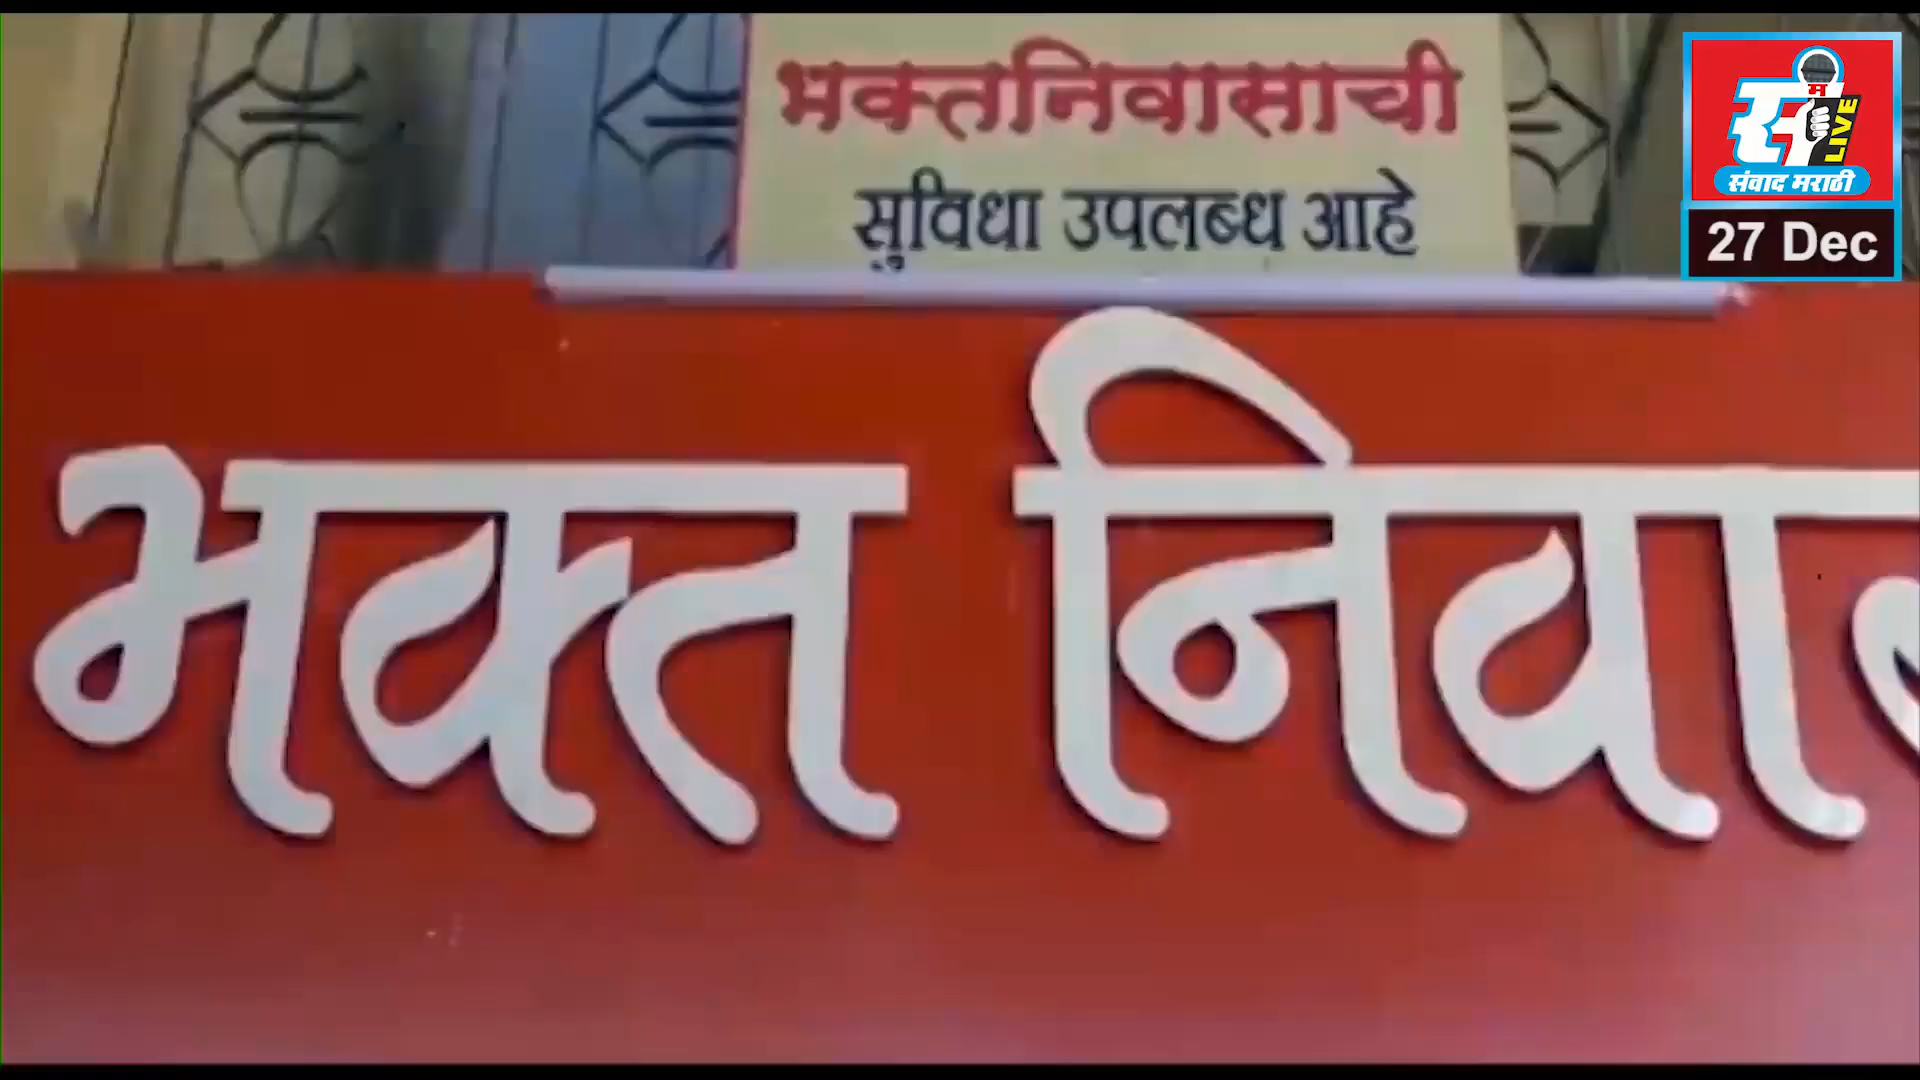 भक्तनिवासाची
सुविधा उपलब्ध आहे
स
म
LIVE
संवाद मराठी
27 Dec
भक्त